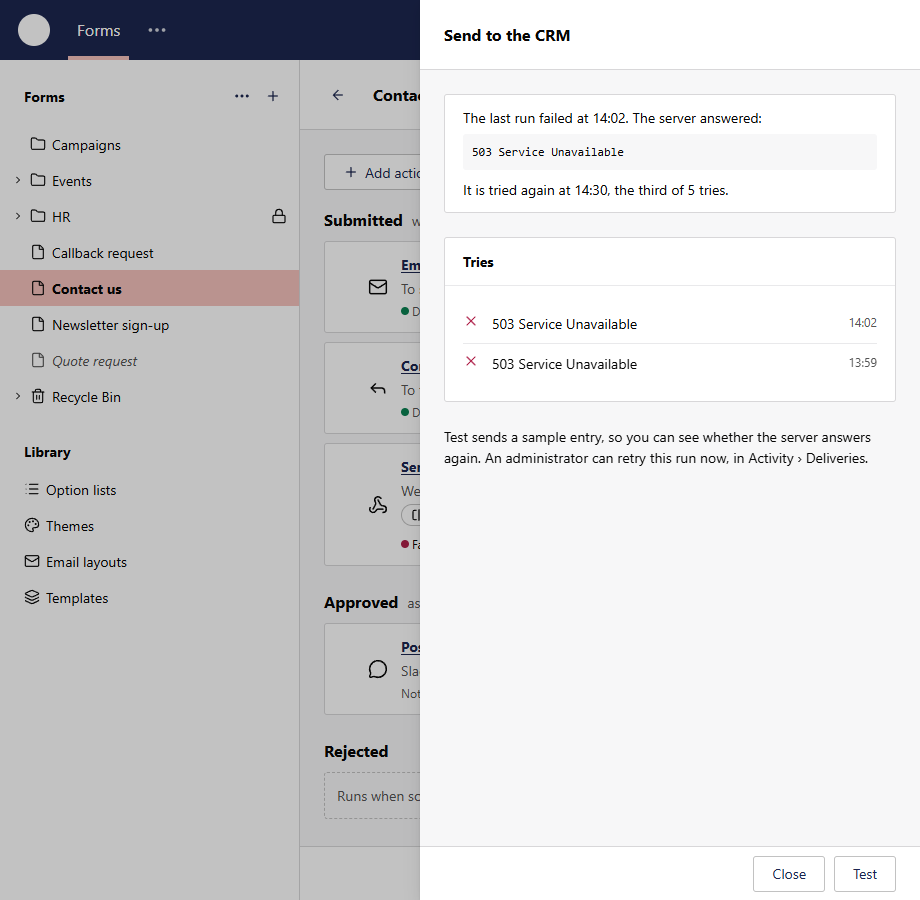 Forms
Send to the CRM
Forms
Campaigns
Events
HR
Callback request
Contact us
Newsletter sign-up
Quote request
Recycle Bin
Library
Option lists
Themes
Email layouts
Templates
Add
Submitted
To
To
We
Approved
as
Rejected
Runs when
The last run failed at 14:02. The server answered:
503 Service Unavailable
It is tried again at 14:30, the third of 5 tries.
Tries
503 Service Unavailable 14:02
503 Service Unavailable 13:59
Test sends a sample entry, so you can see whether the server answers
again. An administrator can retry this run now, in Activity › Deliveries.
Close
Test